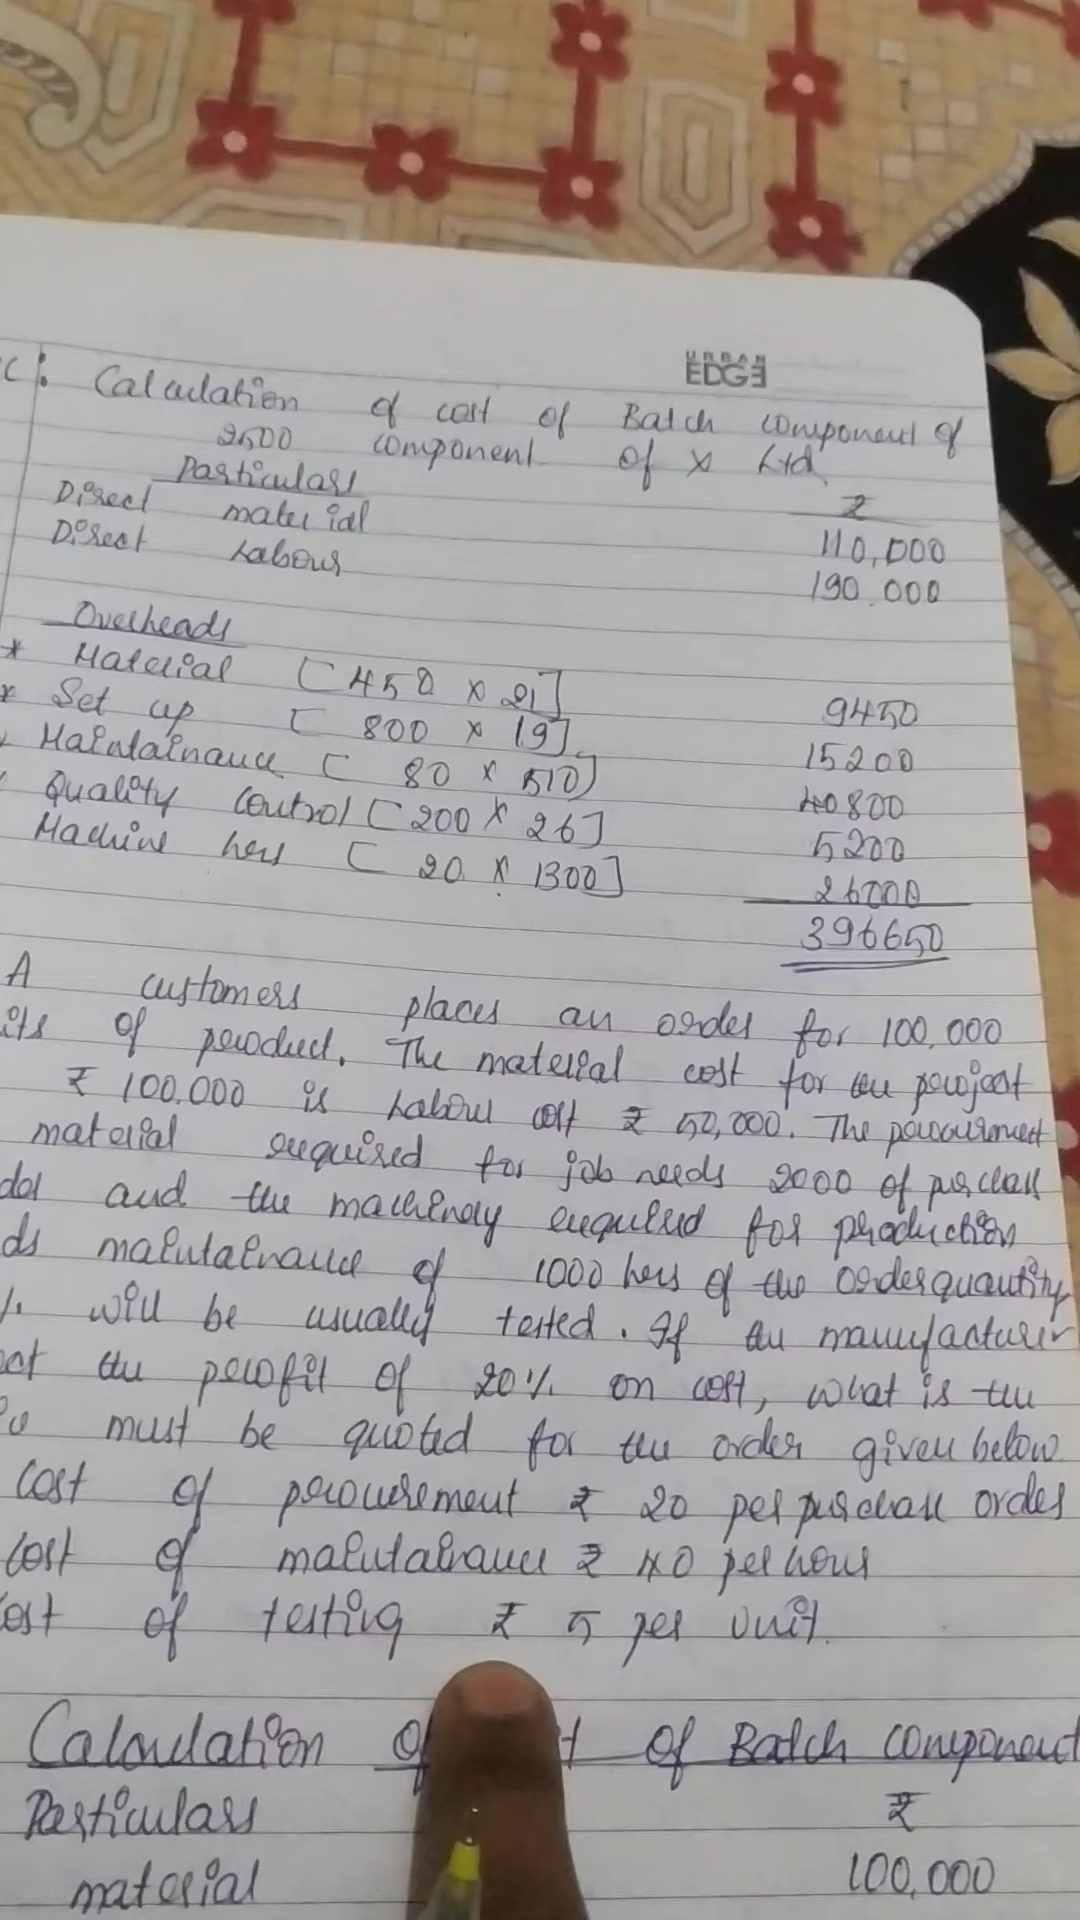 URBAN
EDGE
Calculation of cost of Batch component of
2500 component of X Ltd
Particulars ₹
Direct material 110,000
Direct Labour 190.000
Overheads
* Material [450 × 21] 9450
* Set up [ 800 × 19] 15200
Maintainance [ 80 × 510] 40800
Quality control [200 × 26] 5200
Machine hers [ 20 × 1300] 26000
396650
A customers places an order for 100,000
its of product. The material cost for the project
₹ 100,000 is Labour cost ₹ 50,000. The procurement
material required for job needs 2000 of purchase
der and the machinery required for production
ds maintainance of 1000 hers of the order quantity
/. will be usually tested. If the manufacturer
the profit of 20% on cost, what is the
must be quoted for the order given below
cost of procurement ₹ 20 per purchase order
cost of maintainance ₹ 40 per hour
ost of testing ₹ 5 per unit.
Calculation of t of Batch component
Particulars ₹
material 100,000